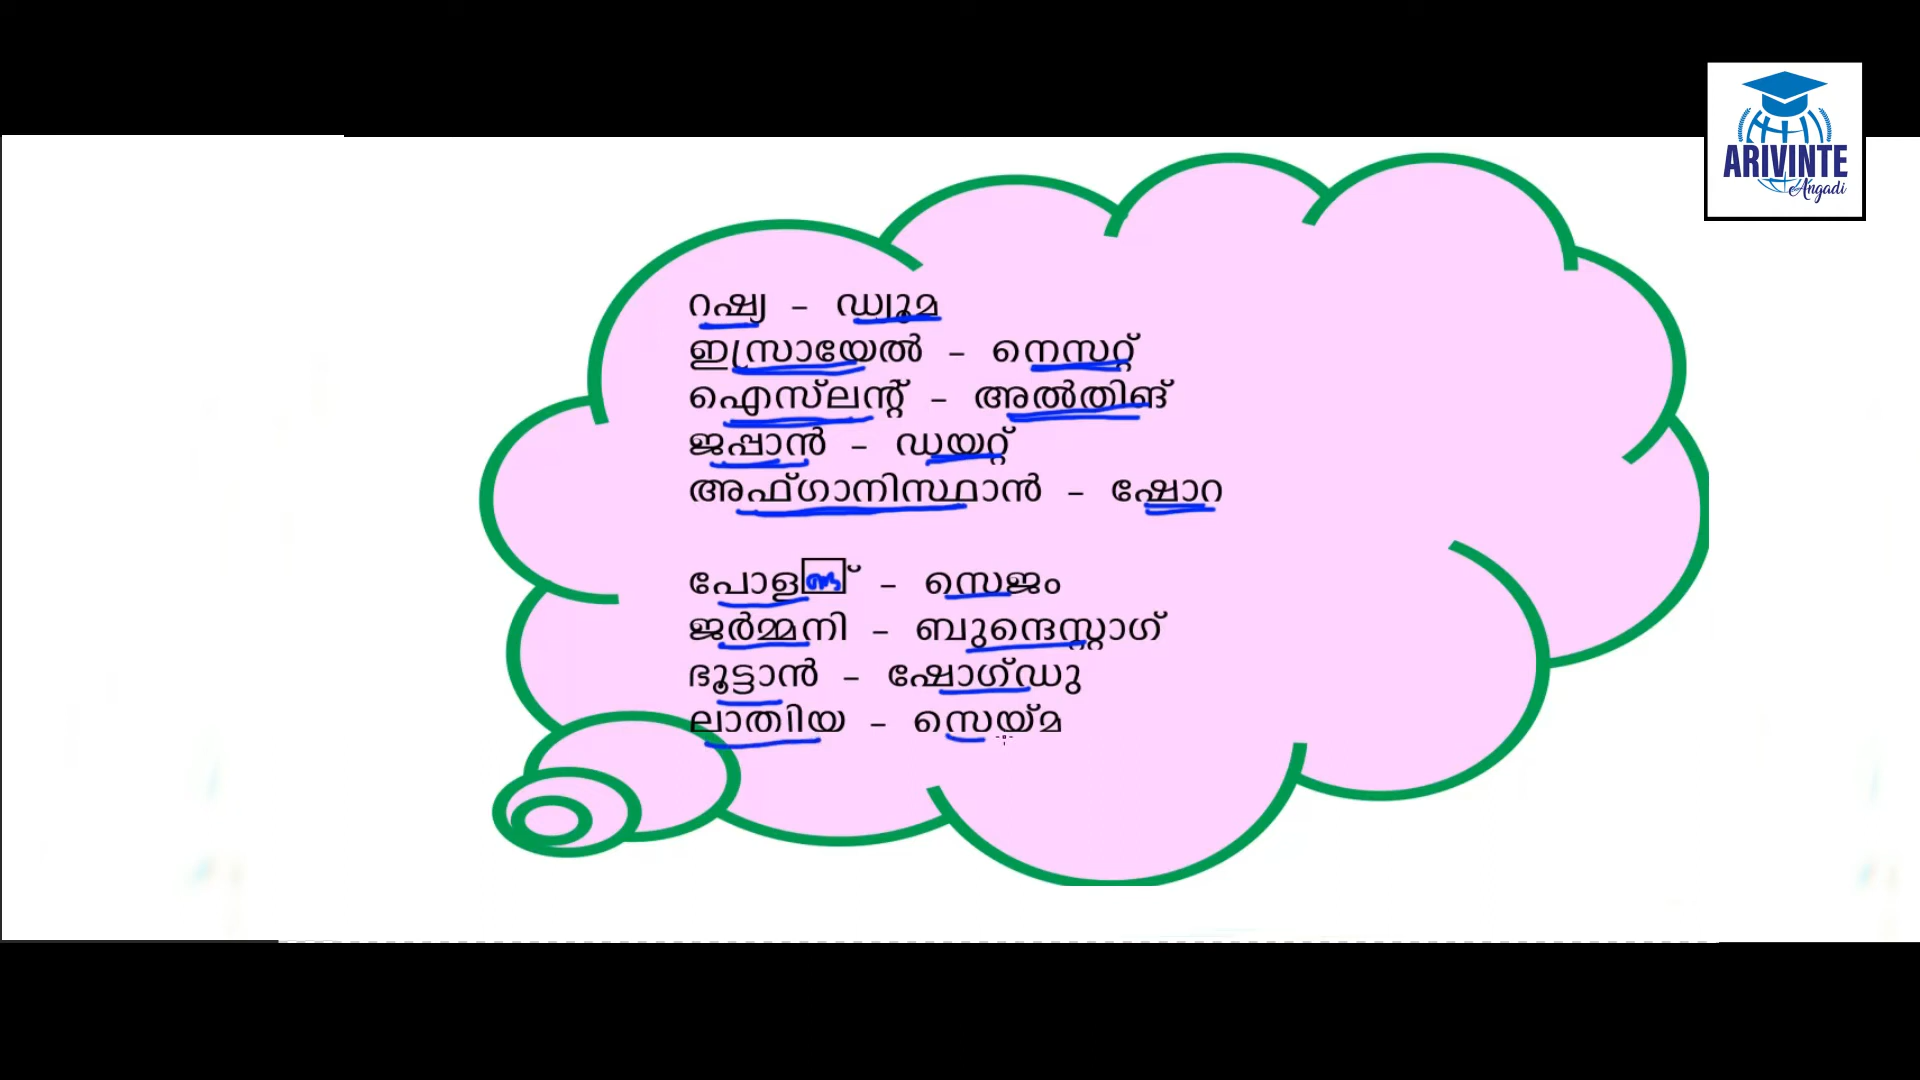 ARIVINTE
Angadi
റഷ്യ – ഡ്യൂമ
ഇസ്രായേൽ – നെസറ്റ്
ഐസ്‌ലന്റ് – അൽതിങ്
ജപ്പാൻ – ഡയറ്റ്
അഫ്ഗാനിസ്ഥാൻ – ഷോറ
പോളണ്ട് – സെജം
ജർമ്മനി – ബുന്ദെസ്റ്റാഗ്
ഭൂട്ടാൻ – ഷോഗ്ഡു
– സെയ്മ